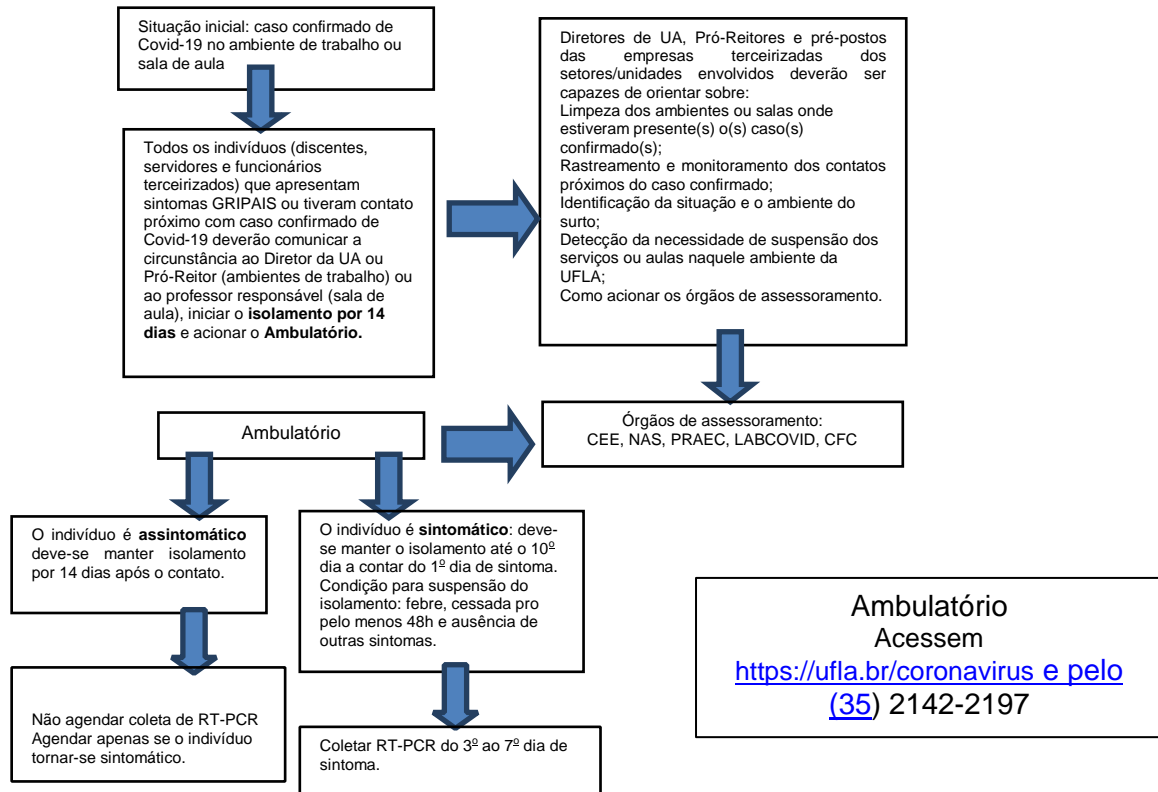 Situação inicial: caso confirmado de
Covid-19 no ambiente de trabalho ou
sala de aula
Todos os indivíduos (discentes,
servidores e funcionários
terceirizados) que apresentam
sintomas GRIPAIS ou tiveram contato
próximo com caso confirmado de
Covid-19 deverão comunicar a
circunstância ao Diretor da UA ou
Pró-Reitor (ambientes de trabalho) ou
ao professor responsável (sala de
aula), iniciar o isolamento por 14
dias e acionar o Ambulatório.
Diretores de UA, Pró-Reitores e pré-postos
das empresas terceirizadas dos
setores/unidades envolvidos deverão ser
capazes de orientar sobre:
Limpeza dos ambientes ou salas onde
estiveram presente(s) o(s) caso(s)
confirmado(s);
Rastreamento e monitoramento dos contatos
próximos do caso confirmado;
Identificação da situação e o ambiente do
surto;
Detecção da necessidade de suspensão dos
serviços ou aulas naquele ambiente da
UFLA;
Como acionar os órgãos de assessoramento.
Ambulatório
Órgãos de assessoramento:
CEE, NAS, PRAEC, LABCOVID, CFC
O indivíduo é assintomático
deve-se manter isolamento
por 14 dias após o contato.
O indivíduo é sintomático: deve-
se manter o isolamento até o 10º
dia a contar do 1º dia de sintoma.
Condição para suspensão do
isolamento: febre, cessada pro
pelo menos 48h e ausência de
outras sintomas.
Não agendar coleta de RT-PCR
Agendar apenas se o indivíduo
tornar-se sintomático.
Coletar RT-PCR do 3º ao 7º dia de
sintoma.
Ambulatório
Acessem
https://ufla.br/coronavirus e pelo
(35) 2142-2197